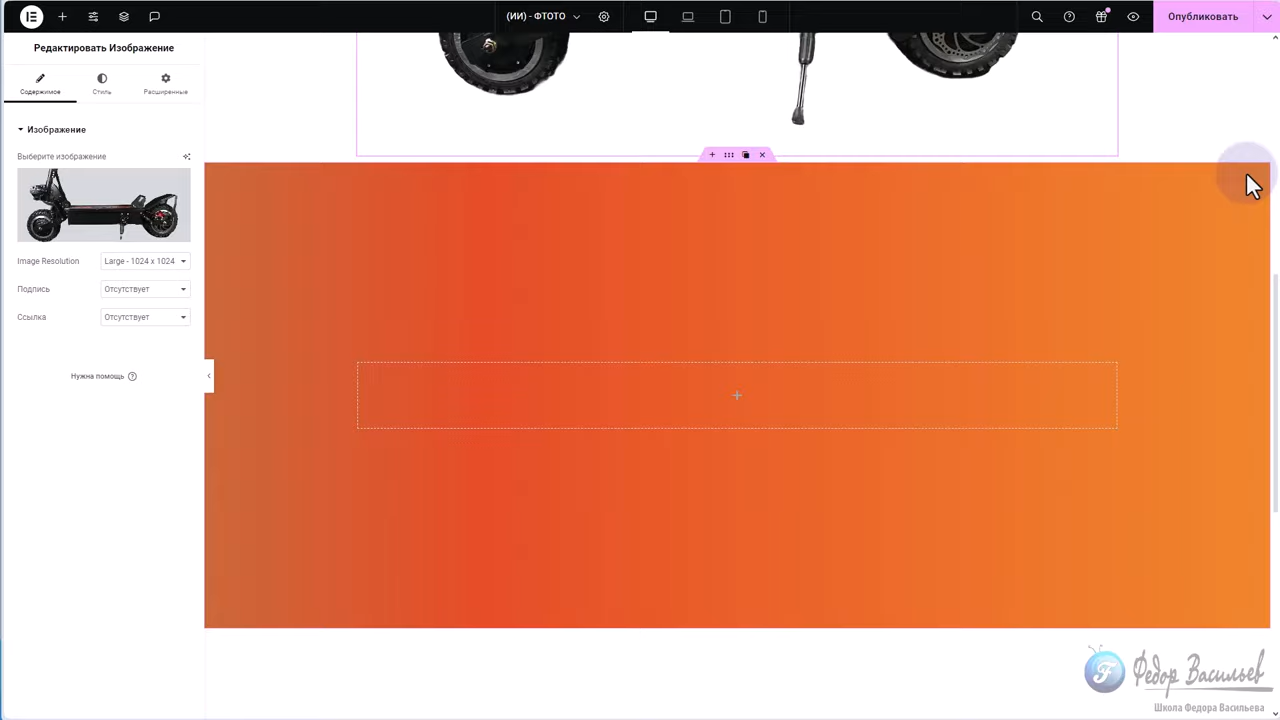 (ИИ) - ФТОТО
Опубликовать
Редактировать Изображение
Содержимое
Стиль
Расширенные
Изображение
Выберите изображение
Image Resolution
Large - 1024 x 1024
Подпись
Отсутствует
Ссылка
Отсутствует
Нужна помощь
Федор Васильев
Школа Федора Васильева